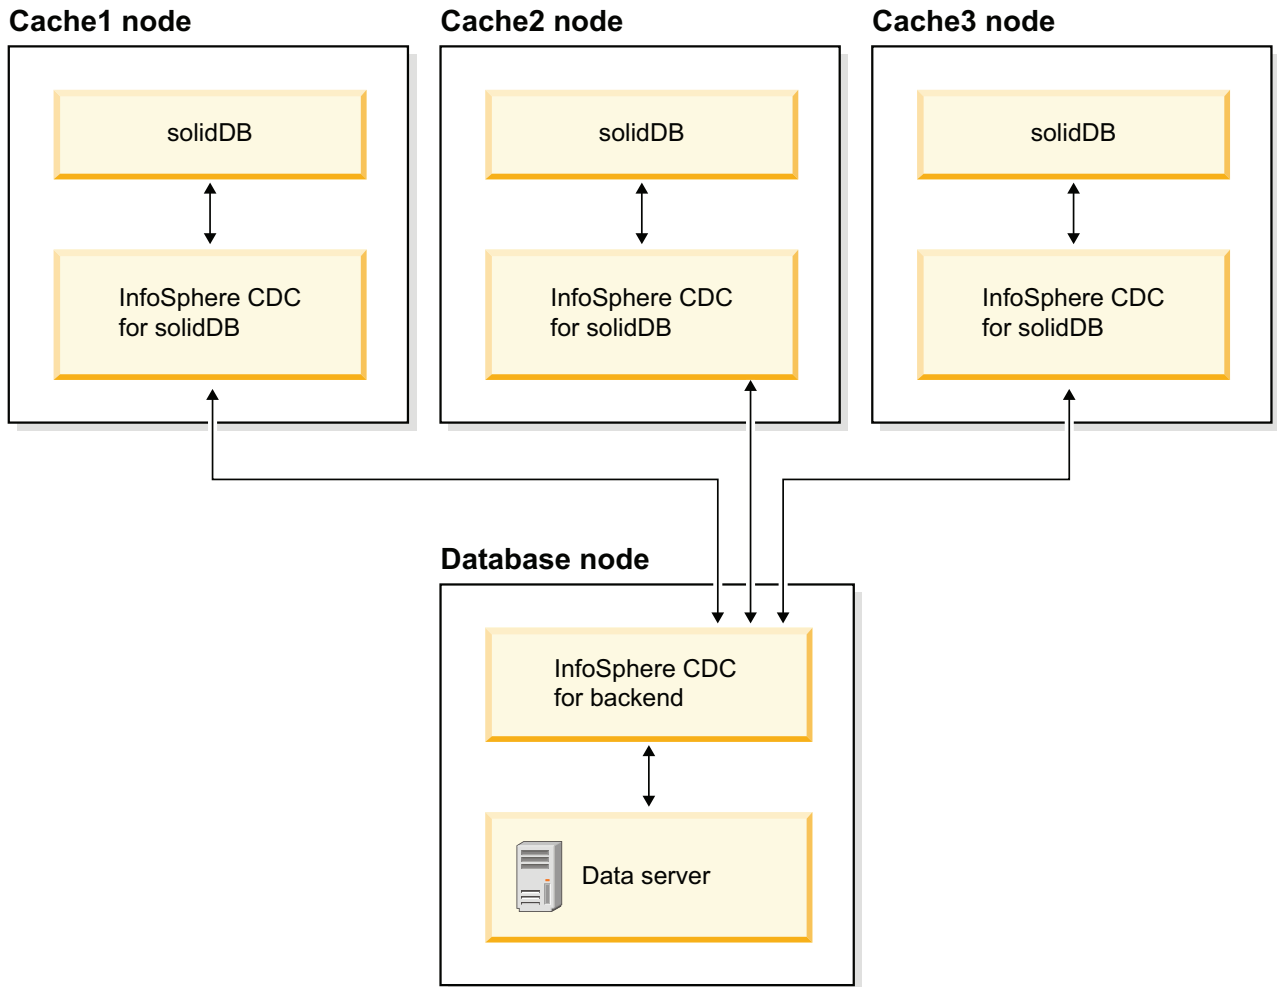 Cache1 node
Cache2 node
Cache3 node
solidDB
solidDB
solidDB
InfoSphere CDC
for solidDB
InfoSphere CDC
for solidDB
InfoSphere CDC
for solidDB
Database node
InfoSphere CDC
for backend
Data server